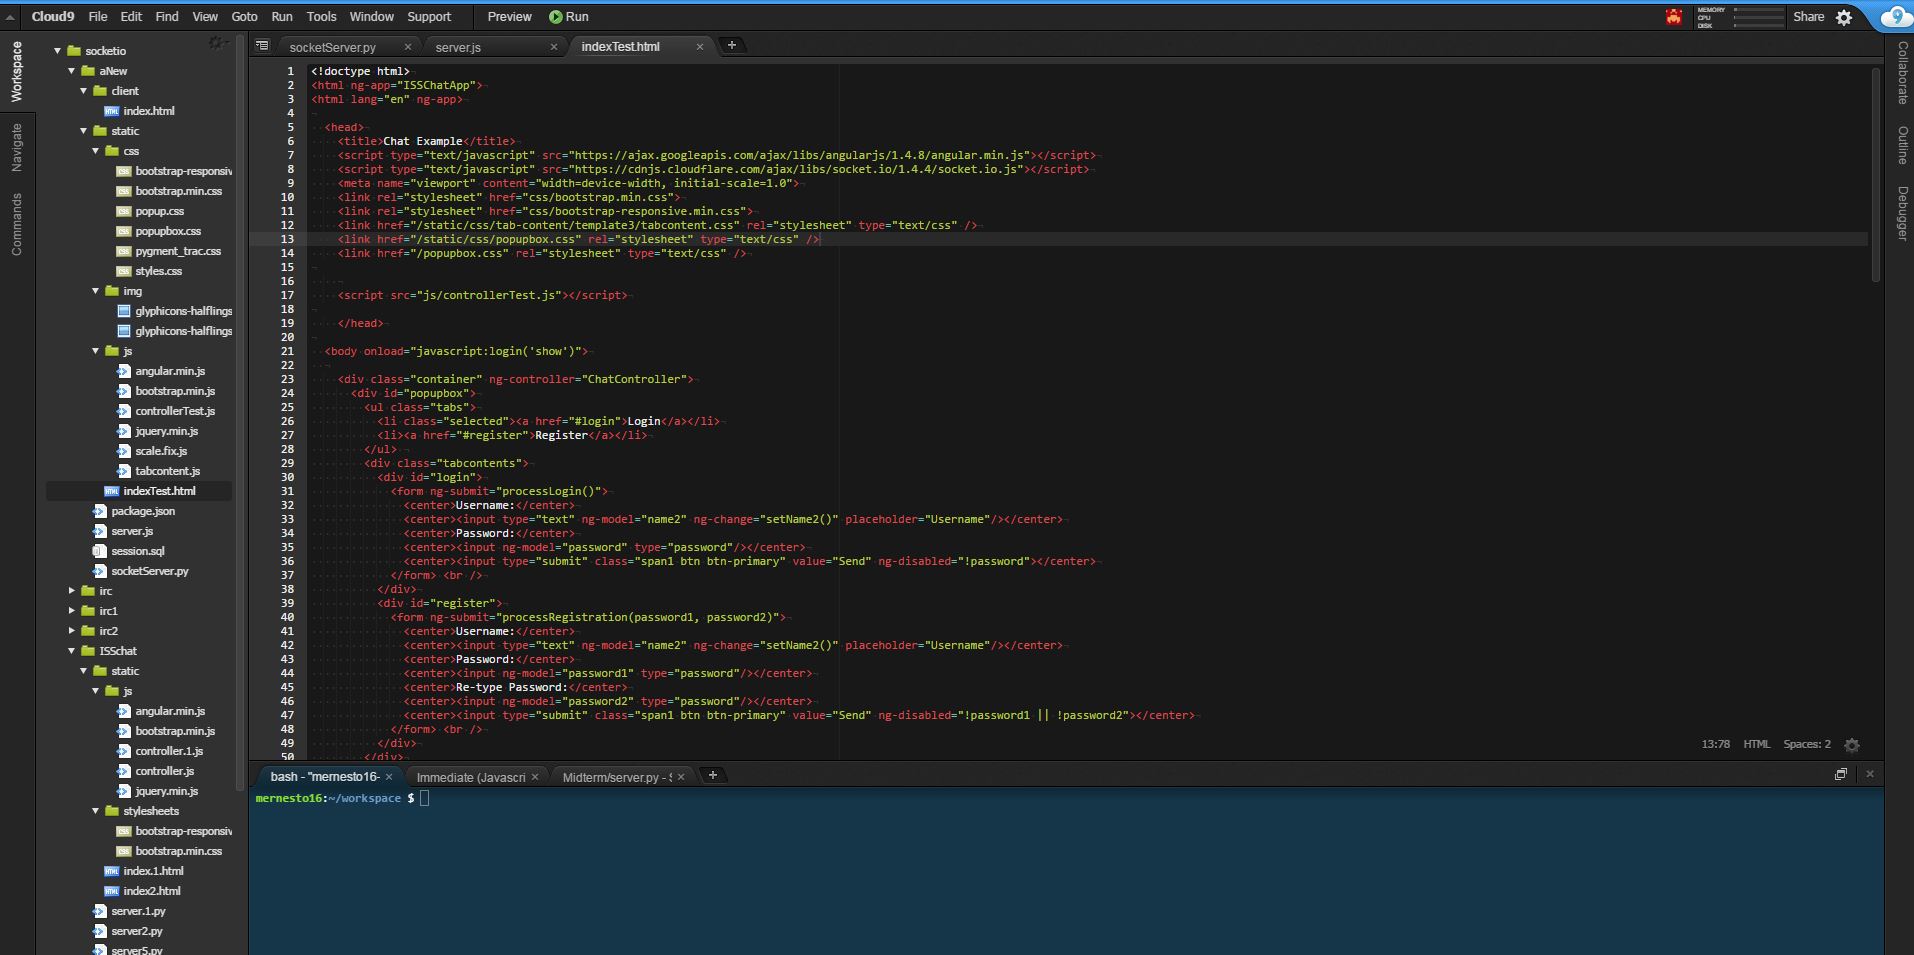 Cloud9 File Edit Find View Goto Run Tools Window Support Preview Run
MEMORY
CPU
DISK
Share
Workspace
Navigate
Commands
socketio
aNew
client
index.html
static
css
bootstrap-responsiv
bootstrap.min.css
popup.css
popupbox.css
pygment_trac.css
styles.css
img
glyphicons-halflings
glyphicons-halflings
js
angular.min.js
bootstrap.min.js
controllerTest.js
jquery.min.js
scale.fix.js
tabcontent.js
indexTest.html
package.json
server.js
session.sql
socketServer.py
irc
irc1
irc2
ISSchat
static
js
angular.min.js
bootstrap.min.js
controller.1.js
controller.js
jquery.min.js
stylesheets
bootstrap-responsiv
bootstrap.min.css
index.1.html
index2.html
server.1.py
server2.py
server5.py
socketServer.py × server.js × indexTest.html ×
1 <!doctype html>
2 <html ng-app="ISSChatApp">
3 <html lang="en" ng-app>
4
5 <head>
6 <title>Chat Example</title>
7 <script type="text/javascript" src="https://ajax.googleapis.com/ajax/libs/angularjs/1.4.8/angular.min.js"></script>
8 <script type="text/javascript" src="https://cdnjs.cloudflare.com/ajax/libs/socket.io/1.4.4/socket.io.js"></script>
9 <meta name="viewport" content="width=device-width, initial-scale=1.0">
10 <link rel="stylesheet" href="css/bootstrap.min.css">
11 <link rel="stylesheet" href="css/bootstrap-responsive.min.css">
12 <link href="/static/css/tab-content/template3/tabcontent.css" rel="stylesheet" type="text/css" />
13 <link href="/static/css/popupbox.css" rel="stylesheet" type="text/css" />
14 <link href="/popupbox.css" rel="stylesheet" type="text/css" />
15
16
17 <script src="js/controllerTest.js"></script>
18
19 </head>
20
21 <body onload="javascript:login('show')">
22
23 <div class="container" ng-controller="ChatController">
24 <div id="popupbox">
25 <ul class="tabs">
26 <li class="selected"><a href="#login">Login</a></li>
27 <li><a href="#register">Register</a></li>
28 </ul>
29 <div class="tabcontents">
30 <div id="login">
31 <form ng-submit="processLogin()">
32 <center>Username:</center>
33 <center><input type="text" ng-model="name2" ng-change="setName2()" placeholder="Username"/></center>
34 <center>Password:</center>
35 <center><input ng-model="password" type="password"/></center>
36 <center><input type="submit" class="span1 btn btn-primary" value="Send" ng-disabled="!password"></center>
37 </form> <br />
38 </div>
39 <div id="register">
40 <form ng-submit="processRegistration(password1, password2)">
41 <center>Username:</center>
42 <center><input type="text" ng-model="name2" ng-change="setName2()" placeholder="Username"/></center>
43 <center>Password:</center>
44 <center><input ng-model="password1" type="password"/></center>
45 <center>Re-type Password:</center>
46 <center><input ng-model="password2" type="password"/></center>
47 <center><input type="submit" class="span1 btn btn-primary" value="Send" ng-disabled="!password1 || !password2"></center>
48 </form> <br />
49 </div>
50 </div>
13:78 HTML Spaces: 2
bash - "mernesto16- × Immediate (Javascri × Midterm/server.py - S ×
mernesto16:~/workspace $
Collaborate
Outline
Debugger